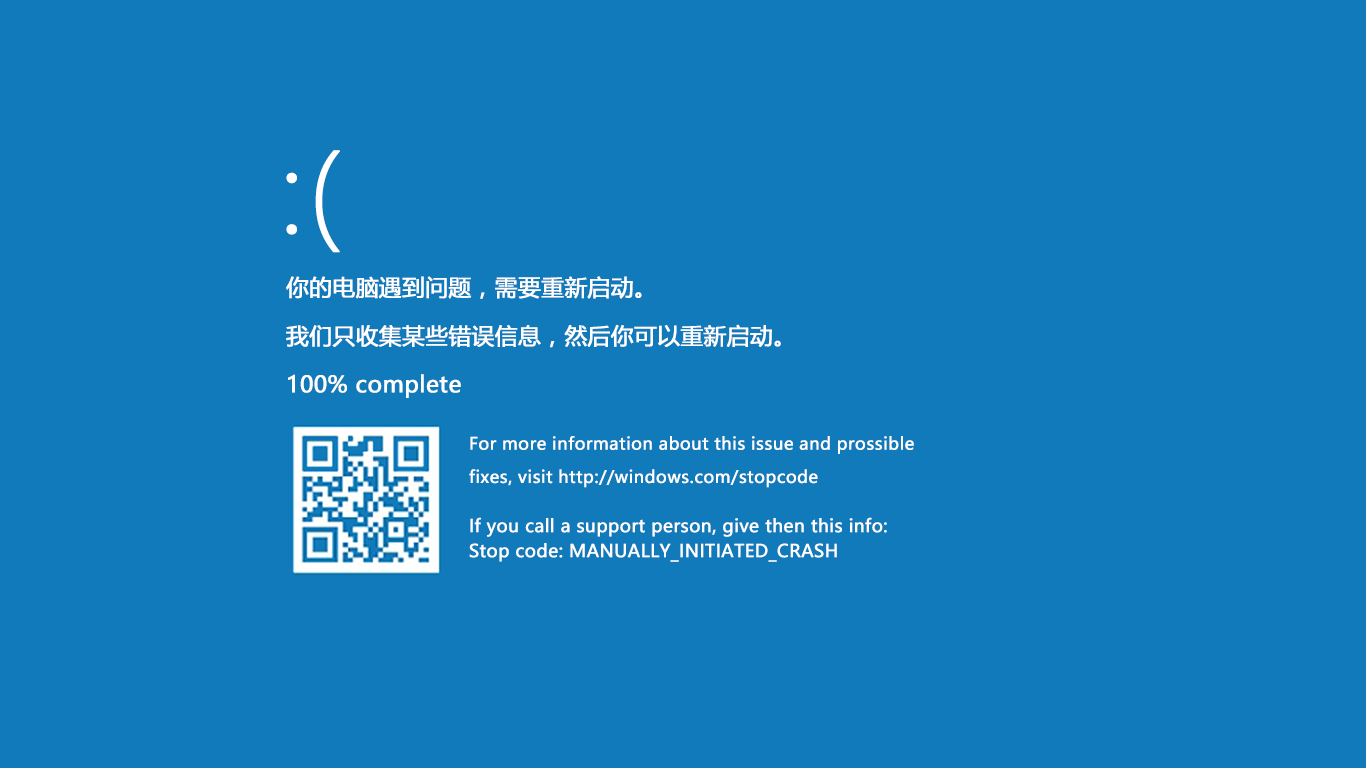 :(
你的电脑遇到问题，需要重新启动。
我们只收集某些错误信息，然后你可以重新启动。
100% complete
For more information about this issue and prossible
fixes, visit http://windows.com/stopcode
If you call a support person, give then this info:
Stop code: MANUALLY_INITIATED_CRASH